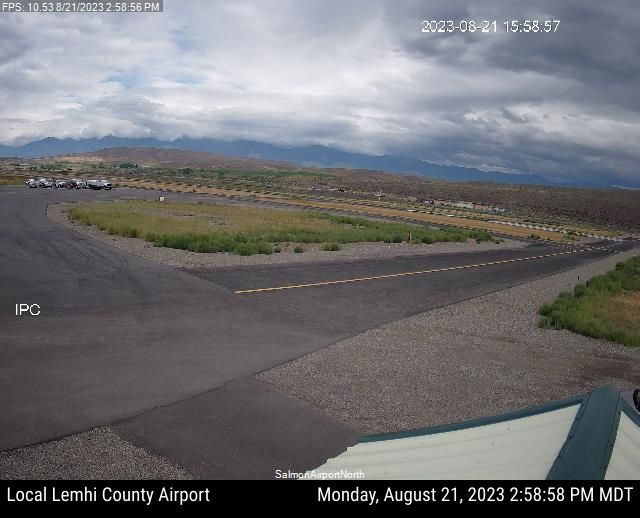 FPS: 10.53 8/21/2023 2:58:56 PM
2023-08-21 15:58:57
IPC
SalmonAirportNorth
Local Lemhi County Airport
Monday, August 21, 2023 2:58:58 PM MDT